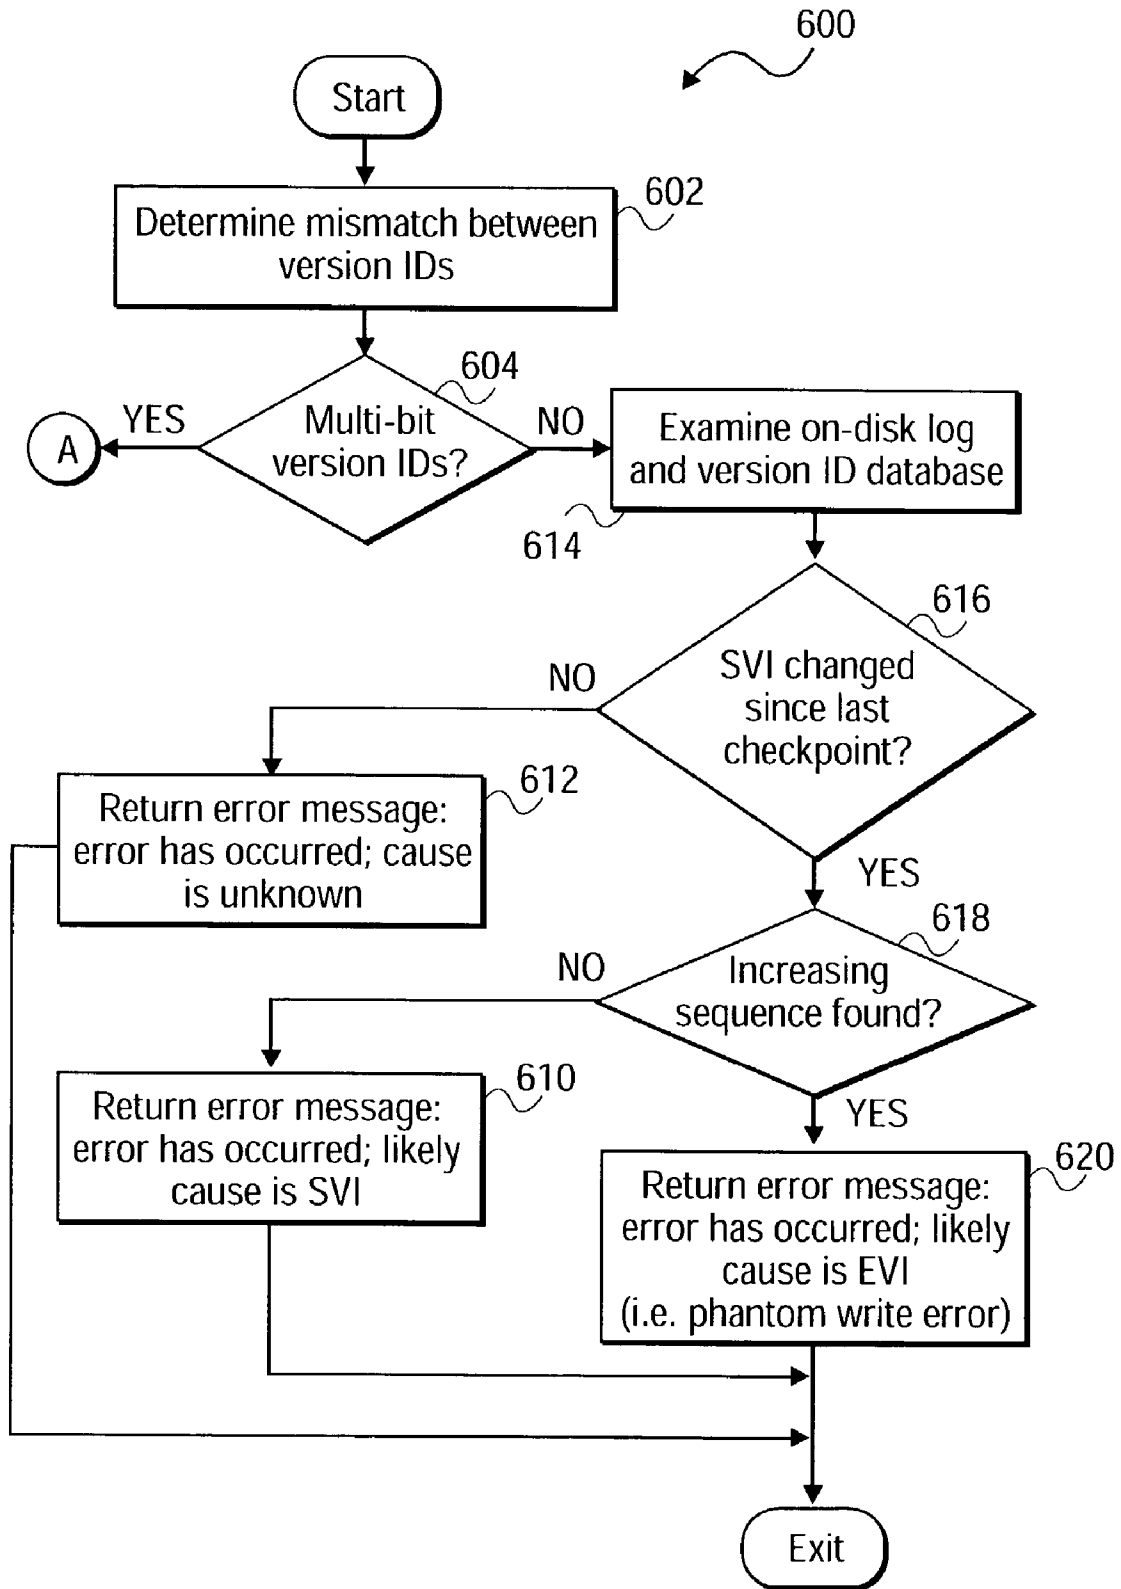 600
Start
602
Determine mismatch between
version IDs
604
Multi-bit
version IDs?
YES
A
NO
Examine on-disk log
and version ID database
614
616
SVI changed
since last
checkpoint?
NO
612
Return error message:
error has occurred; cause
is unknown
YES
618
Increasing
sequence found?
NO
610
Return error message:
error has occurred; likely
cause is SVI
YES
620
Return error message:
error has occurred; likely
cause is EVI
(i.e. phantom write error)
Exit